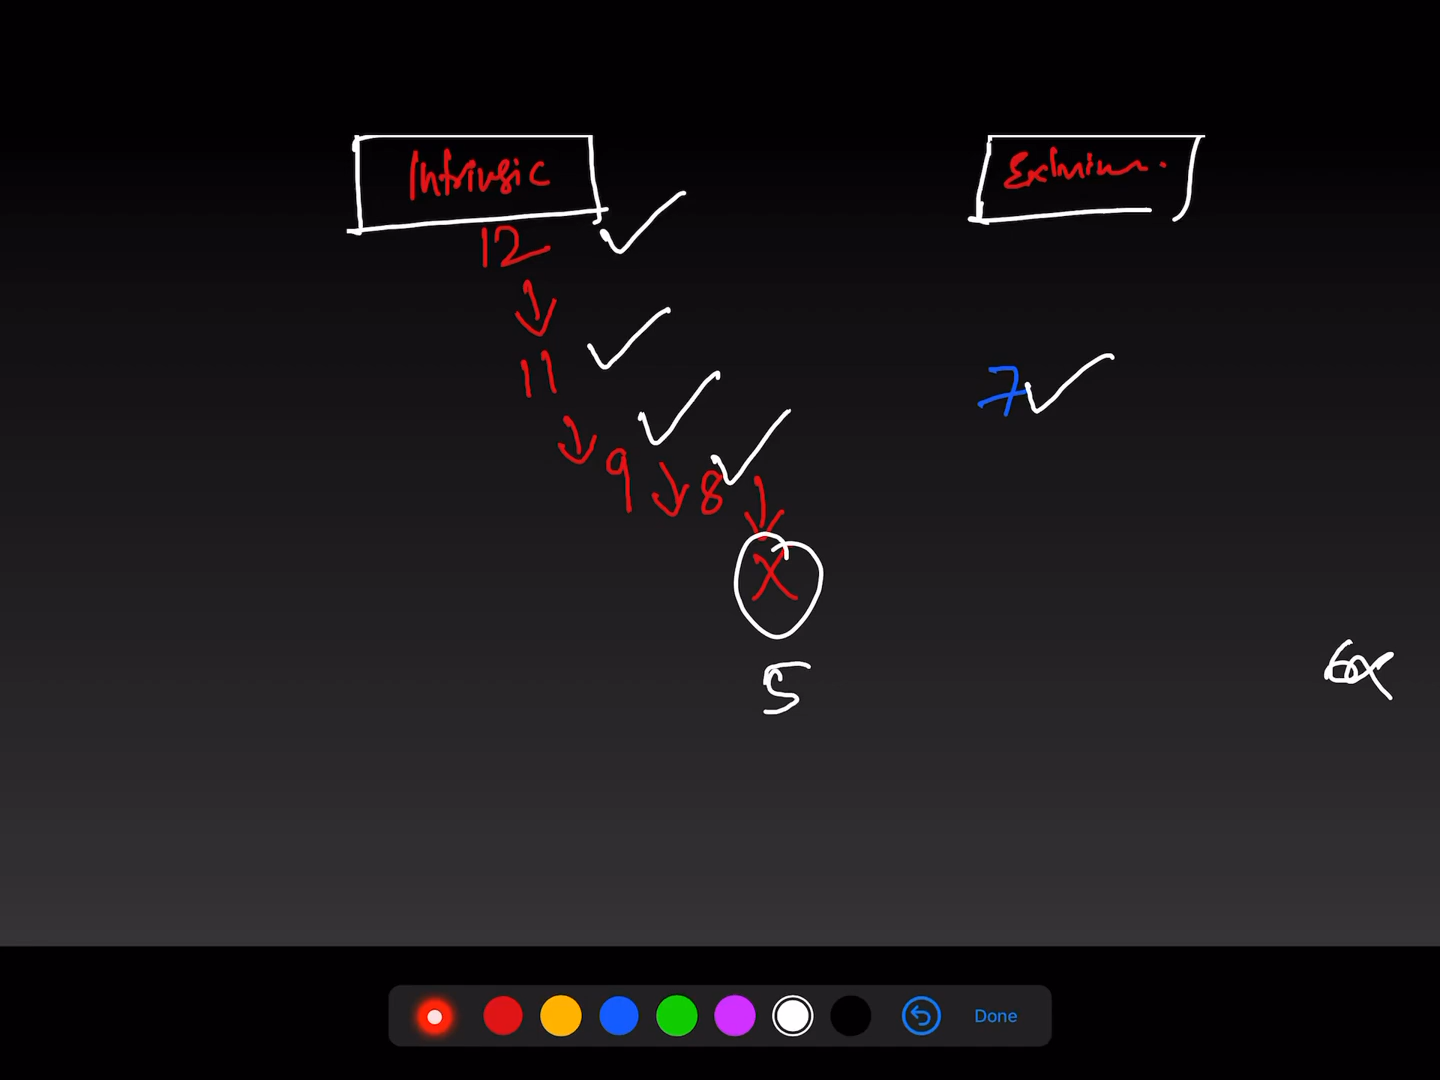 Intrinsic
Extrinsic.
12
↓
11
7
↓
9 ↓ 8 ↓
X
5
6x
Done